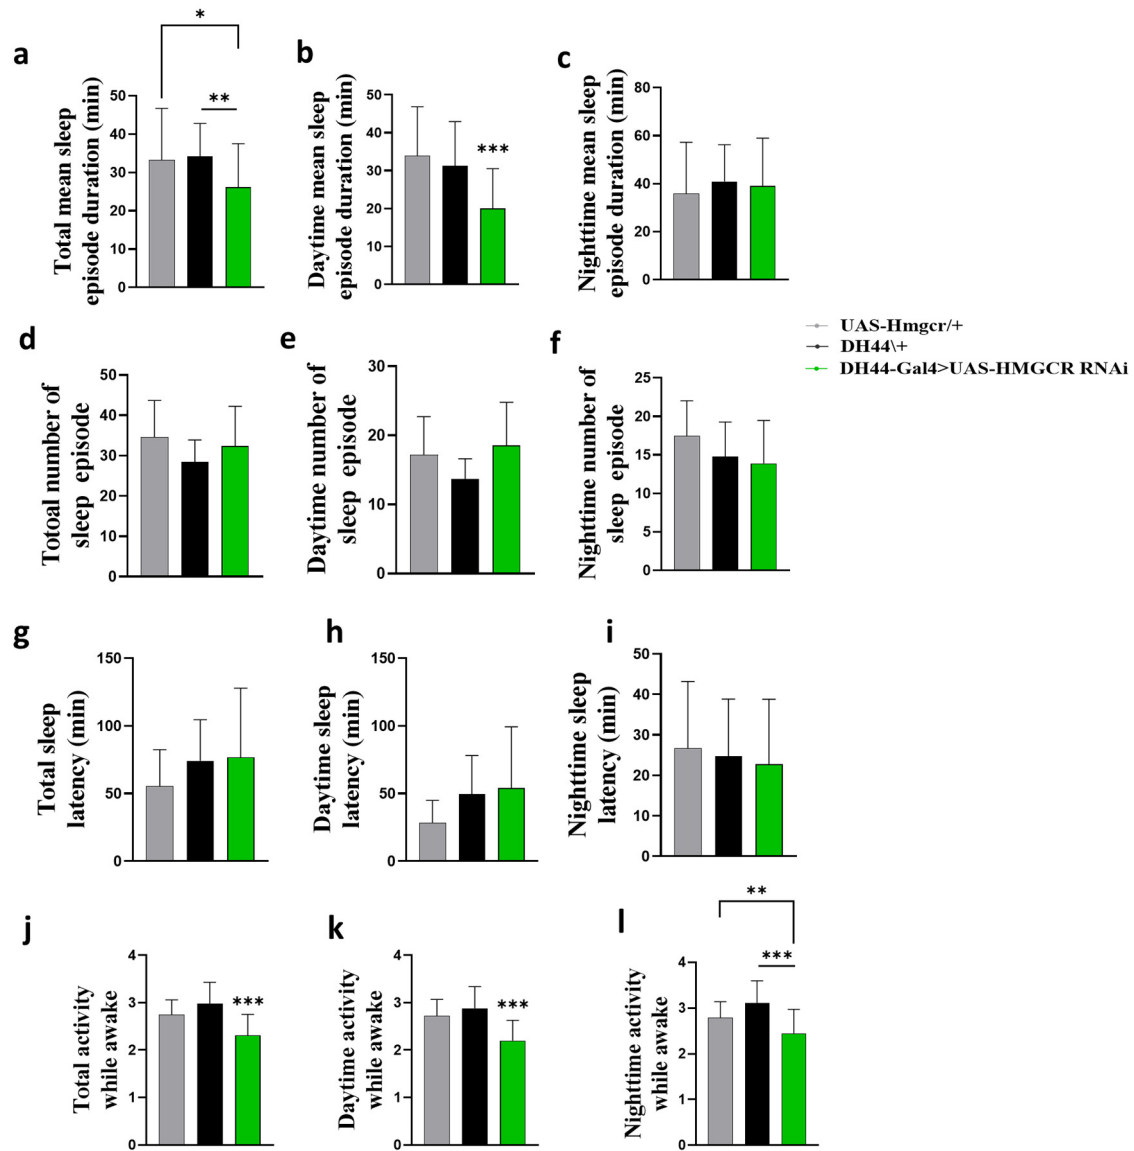 *
a
b
c
Total mean sleep
episode duration (min)
50
40
30
20
10
0
**
Daytime mean sleep
episode duration (min)
50
40
30
20
10
0
***
Nighttime mean sleep
episode duration (min)
80
60
40
20
0
UAS-Hmgcr/+
DH44\+
DH44-Gal4>UAS-HMGCR RNAi
d
e
f
Totoal number of
sleep episode
50
40
30
20
10
0
Daytime number of
sleep episode
30
20
10
0
Nighttime number of
sleep episode
25
20
15
10
5
0
g
h
i
Total sleep
latency (min)
150
100
50
0
Daytime sleep
latency (min)
150
100
50
0
Nighttime sleep
latency (min)
50
40
30
20
10
0
j
k
l
Total activity
while awake
4
3
2
1
0
***
Daytime activity
while awake
4
3
2
1
0
***
**
Nighttime activity
while awake
4
3
2
1
0
***